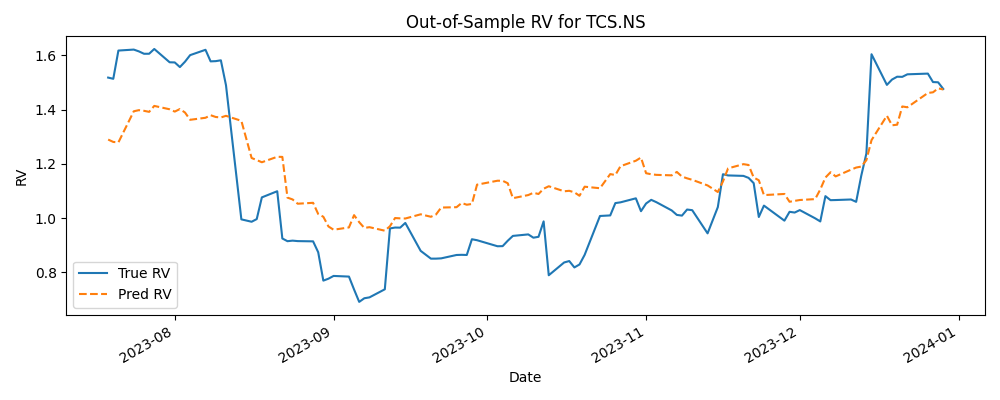 Out-of-Sample RV for TCS.NS
RV
1.6
1.4
1.2
1.0
0.8
True RV
Pred RV
2023-08
2023-09
2023-10
2023-11
2023-12
2024-01
Date